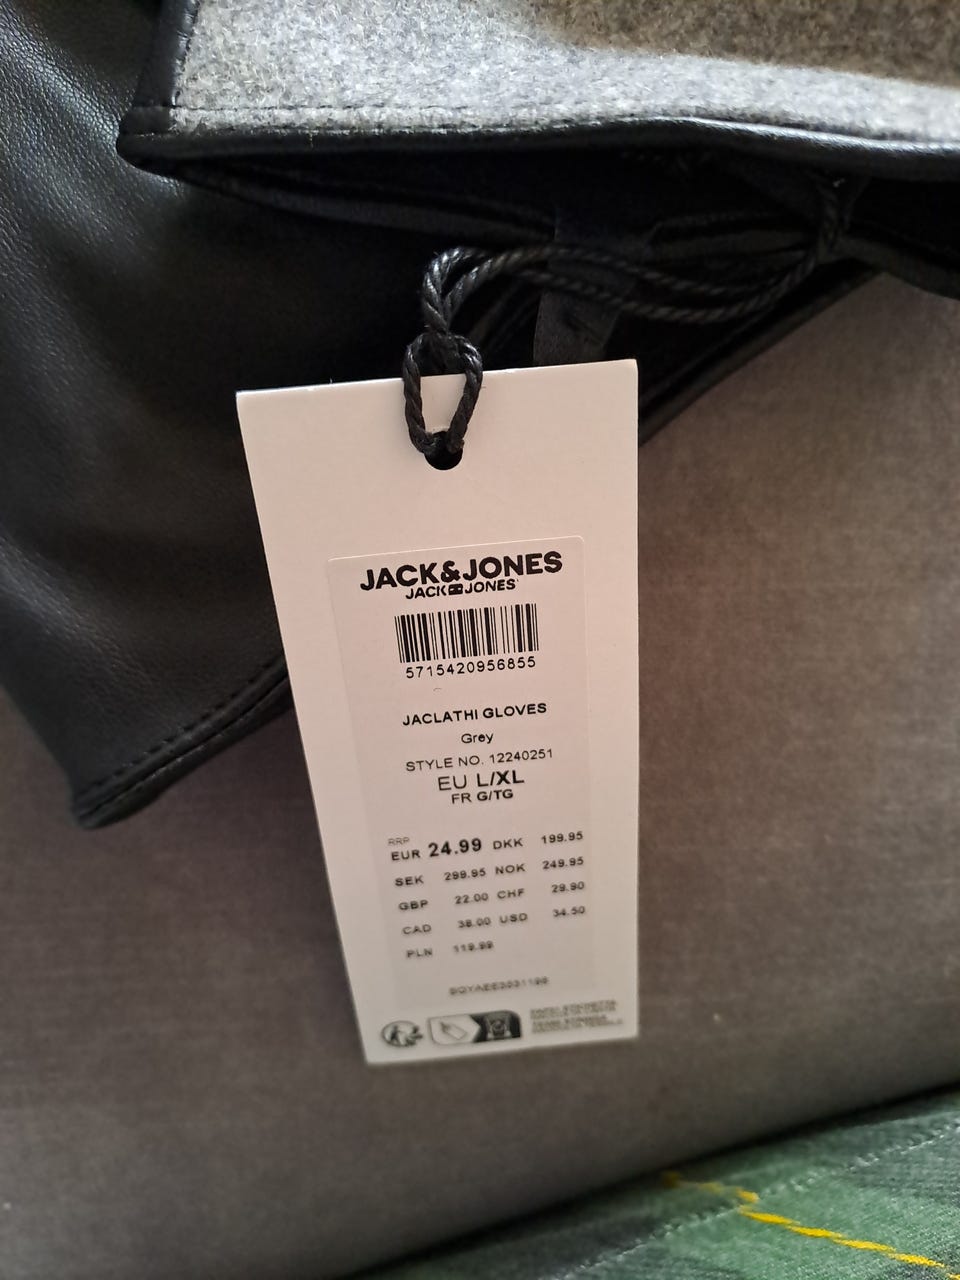 JACK&JONES
JACK JONES
5715420956855
JACLATHI GLOVES
Grey
STYLE NO. 12240251
EU L/XL
FR G/TG
RRP
EUR 24.99 DKK 199.95
SEK 299.95 NOK 249.95
GBP 22.00 CHF 29.90
CAD 38.00 USD 34.50
PLN 119.99